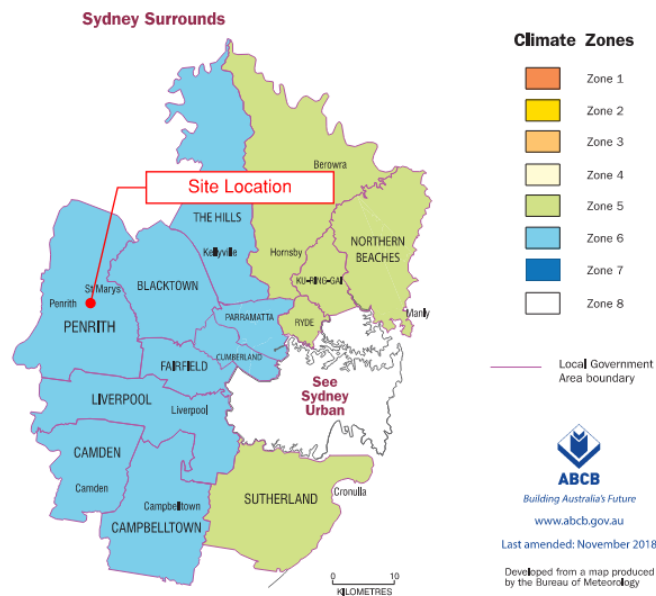 Sydney Surrounds
Site Location
Berowra
THE HILLS
Kellyville
Hornsby
NORTHERN
BEACHES
KU-RING-GAI
BLACKTOWN
St Marys
Penrith
PENRITH
PARRAMATTA
RYDE
Manly
CUMBERLAND
FAIRFIELD
See
Sydney
Urban
LIVERPOOL
Liverpool
CAMDEN
Camden
Campbelltown
CAMPBELLTOWN
SUTHERLAND
Cronulla
0 10
KILOMETRES
Climate Zones
Zone 1
Zone 2
Zone 3
Zone 4
Zone 5
Zone 6
Zone 7
Zone 8
Local Government
Area boundary
ABCB
Building Australia's Future
www.abcb.gov.au
Last amended: November 2018
Developed from a map produced
by the Bureau of Meteorology